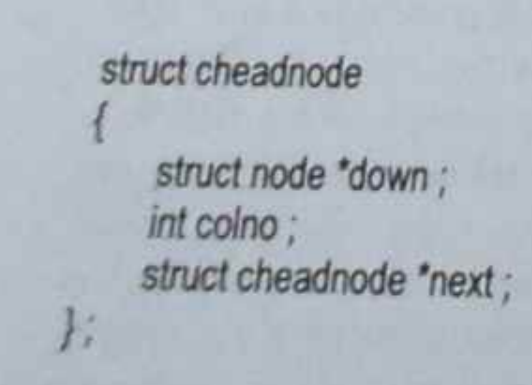 struct cheadnode
{
struct node *down ;
int colno ;
struct cheadnode *next ;
} ;